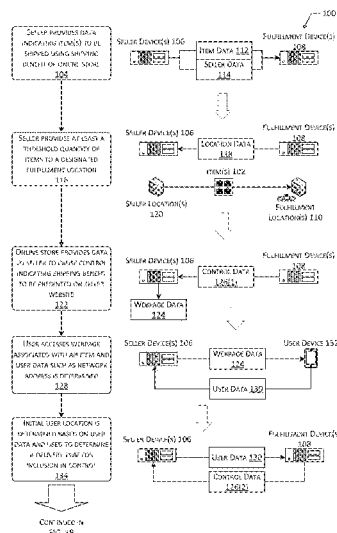 100
SELLER PROVIDES DATA
INDICATING ITEM(S) TO BE
SHIPPED USING SHIPPING
BENEFIT OF ONLINE STORE
104
SELLER DEVICE(S) 106
ITEM DATA 112
SELLER DATA
114
FULFILLMENT DEVICE(S)
108
SELLER PROVIDES AT LEAST A
THRESHOLD QUANTITY OF
ITEMS TO A DESIGNATED
FULFILLMENT LOCATION
116
SELLER DEVICE(S) 106
LOCATION DATA
118
FULFILLMENT DEVICE(S)
108
ITEM(S) 102
SELLER LOCATION(S)
120
FULFILLMENT
LOCATION(S) 110
ONLINE STORE PROVIDES DATA
TO SELLER TO CAUSE CONTROL
INDICATING SHIPPING BENEFIT
TO BE PRESENTED ON SELLER
WEBSITE
122
SELLER DEVICE(S) 106
CONTROL DATA
126(1)
FULFILLMENT DEVICE(S)
108
WEBPAGE DATA
124
USER ACCESSES WEBPAGE
ASSOCIATED WITH AN ITEM AND
USER DATA SUCH AS NETWORK
ADDRESS IS DETERMINED
128
SELLER DEVICE(S) 106
WEBPAGE DATA
124
USER DEVICE 132
USER DATA 130
INITIAL USER LOCATION IS
DETERMINED BASED ON USER
DATA AND USED TO DETERMINE
A DELIVERY TIME FOR
INCLUSION IN CONTROL
134
SELLER DEVICE(S) 106
USER DATA 130
FULFILLMENT DEVICE(S)
108
CONTROL DATA
126(2)
CONTINUED IN